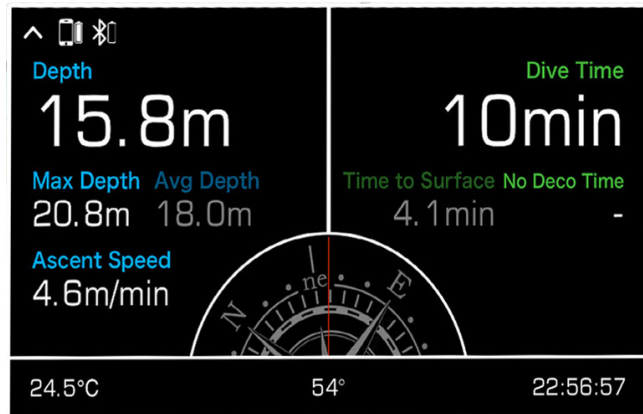 Depth
15.8m
Max Depth Avg Depth
20.8m 18.0m
Ascent Speed
4.6m/min
Dive Time
10min
Time to Surface No Deco Time
4.1min -
N ne E
24.5°C 54° 22:56:57